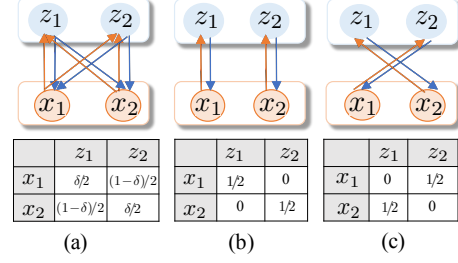 z₁ z₂ z₁ z₂ z₁ z₂
x₁ x₂ x₁ x₂ x₁ x₂
z₁ z₂ z₁ z₂ z₁ z₂
x₁ δ/2 (1−δ)/2 x₁ 1/2 0 x₁ 0 1/2
x₂ (1−δ)/2 δ/2 x₂ 0 1/2 x₂ 1/2 0
(a) (b) (c)